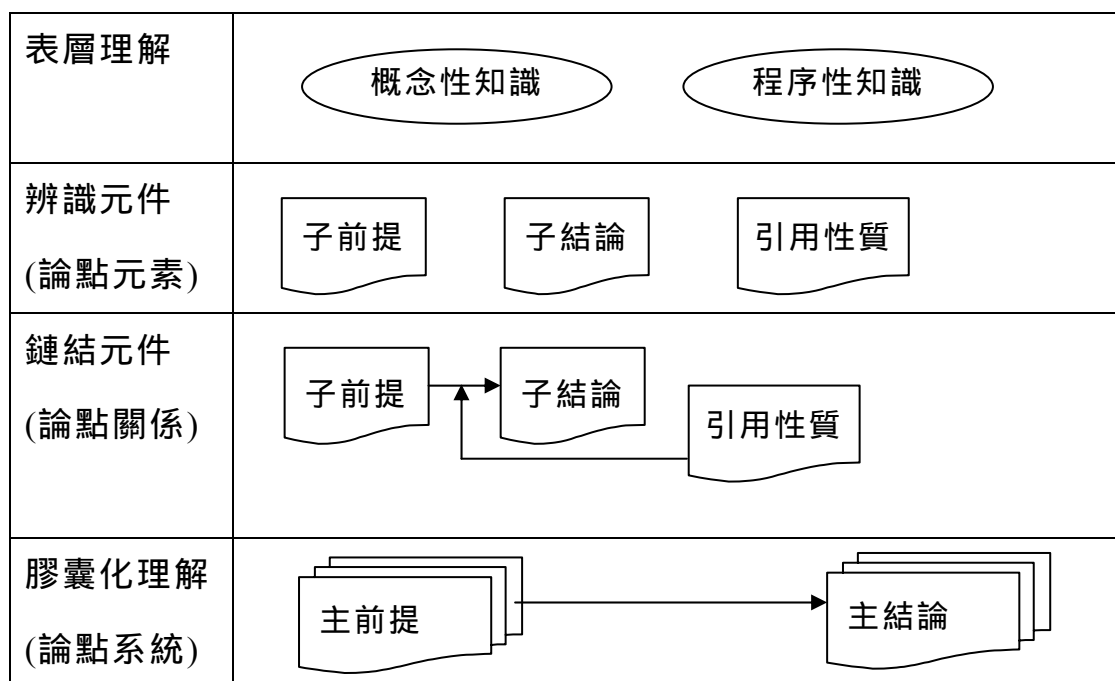 表層理解
概念性知識 程序性知識
辨識元件
(論點元素)
子前提 子結論 引用性質
鏈結元件
(論點關係)
子前提 子結論
引用性質
膠囊化理解
(論點系統)
主前提 主結論